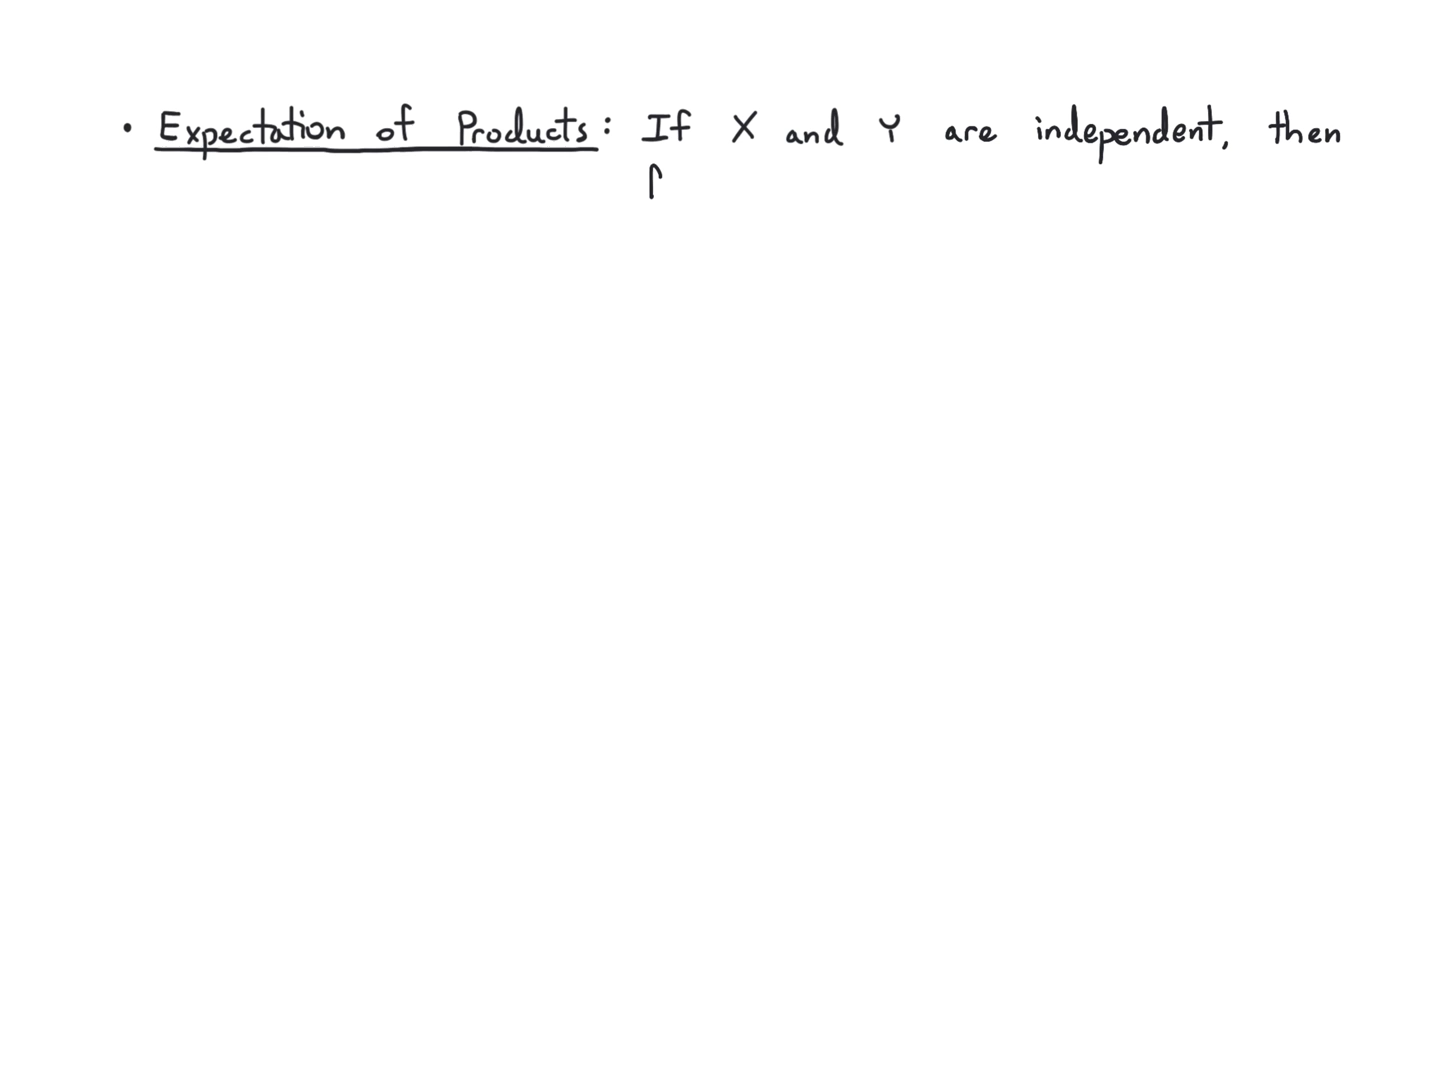 • Expectation of Products: If X and Y are independent, then